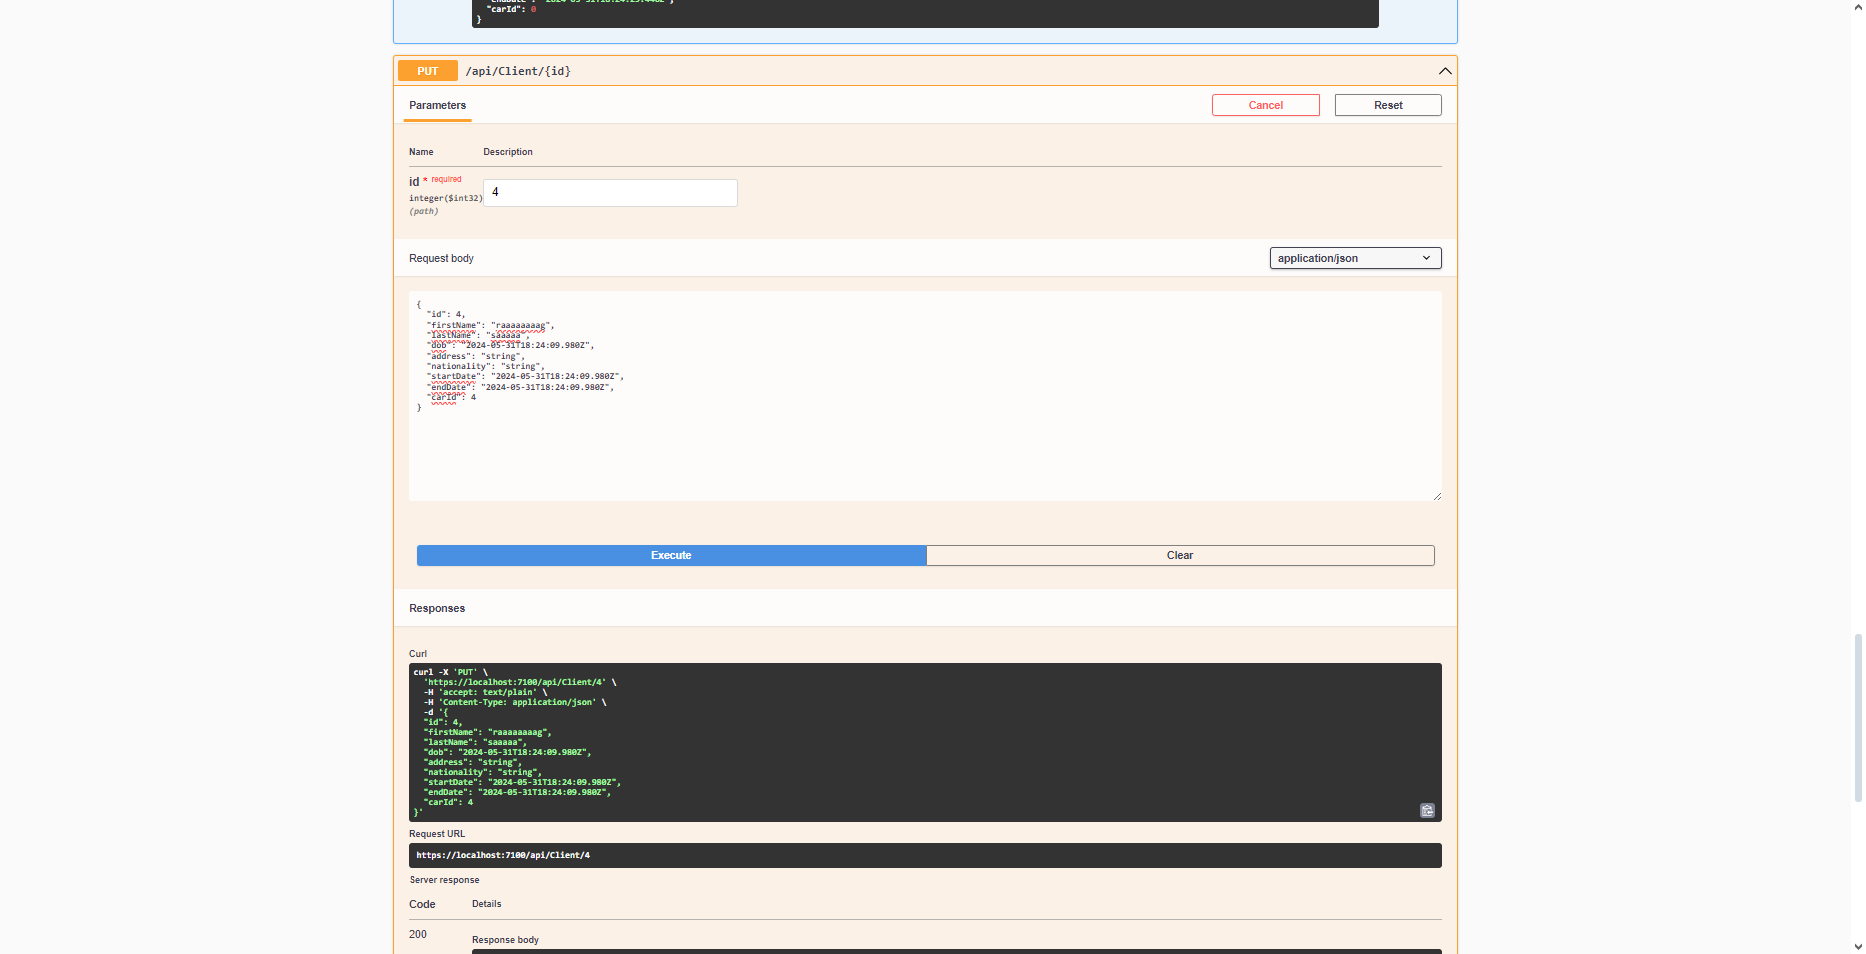 "carId": 0
}
PUT /api/Client/{id}
Parameters
Cancel
Reset
Name Description
id * required
integer($int32)
(path)
4
Request body
application/json
{
"id": 4,
"firstName": "raaaaaaaag",
"lastName": "saaaaa",
"dob": "2024-05-31T18:24:09.980Z",
"address": "string",
"nationality": "string",
"startDate": "2024-05-31T18:24:09.980Z",
"endDate": "2024-05-31T18:24:09.980Z",
"carId": 4
}
Execute
Clear
Responses
Curl
curl -X 'PUT' \
'https://localhost:7100/api/Client/4' \
-H 'accept: text/plain' \
-H 'Content-Type: application/json' \
-d '{
"id": 4,
"firstName": "raaaaaaaag",
"lastName": "saaaaa",
"dob": "2024-05-31T18:24:09.980Z",
"address": "string",
"nationality": "string",
"startDate": "2024-05-31T18:24:09.980Z",
"endDate": "2024-05-31T18:24:09.980Z",
"carId": 4
}'
Request URL
https://localhost:7100/api/Client/4
Server response
Code Details
200
Response body